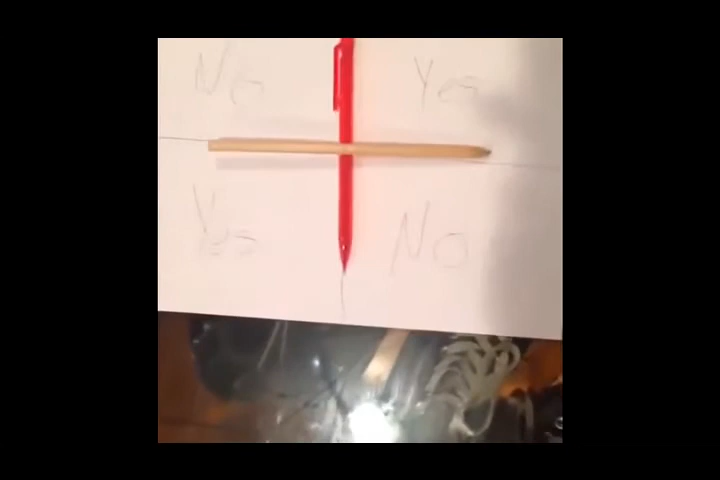 No Yes
Yes No